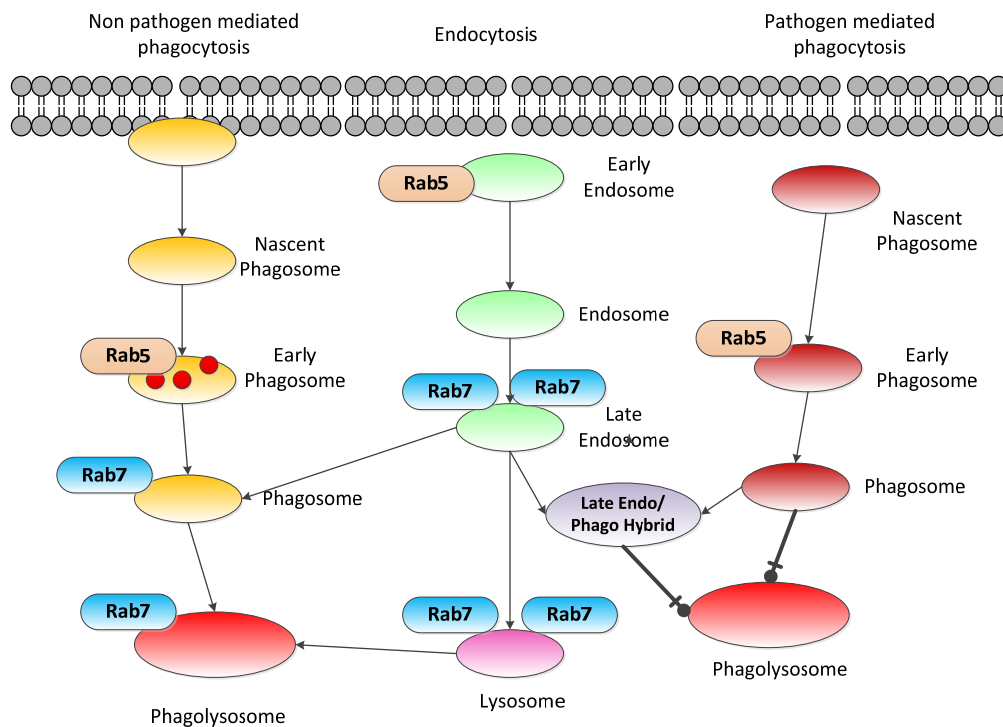 Non pathogen mediated
phagocytosis
Endocytosis
Pathogen mediated
phagocytosis
Rab5
Early
Endosome
Nascent
Phagosome
Nascent
Phagosome
Endosome
Rab5
Early
Phagosome
Rab5
Early
Phagosome
Rab7
Rab7
Late
Endosome
Rab7
Phagosome
Late Endo/
Phago Hybrid
Phagosome
Rab7
Rab7
Rab7
Phagolysosome
Lysosome
Phagolysosome